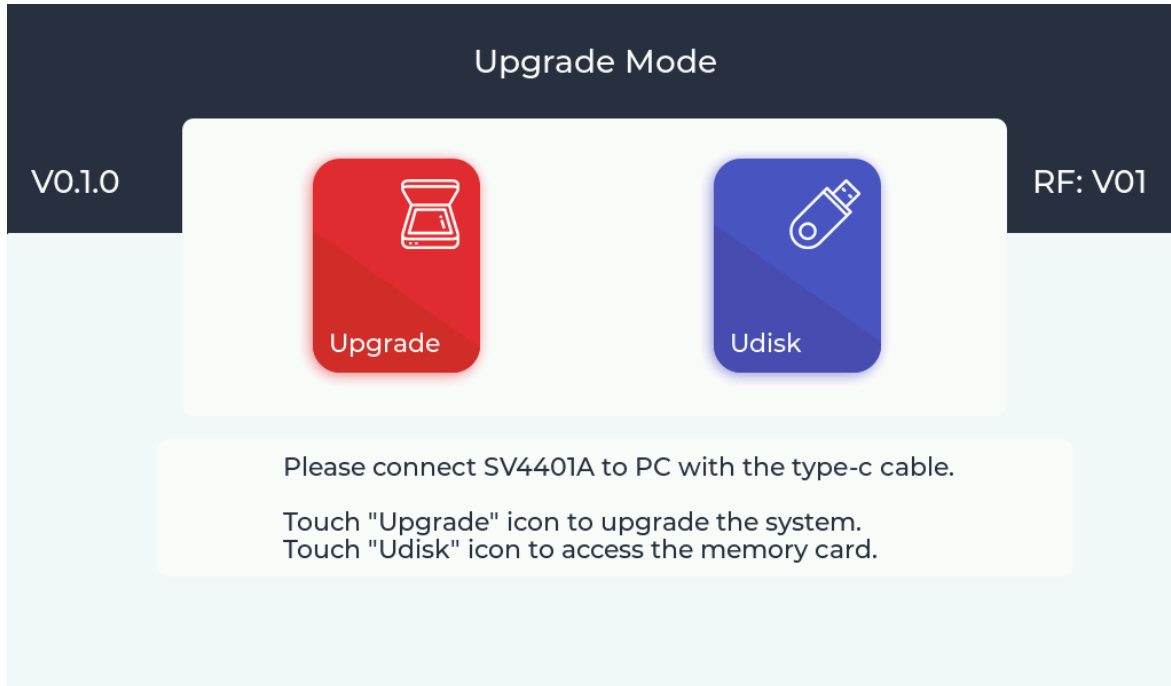 Upgrade Mode
V0.1.0
RF: V01
Upgrade
Udisk
Please connect SV4401A to PC with the type-c cable.
Touch "Upgrade" icon to upgrade the system.
Touch "Udisk" icon to access the memory card.